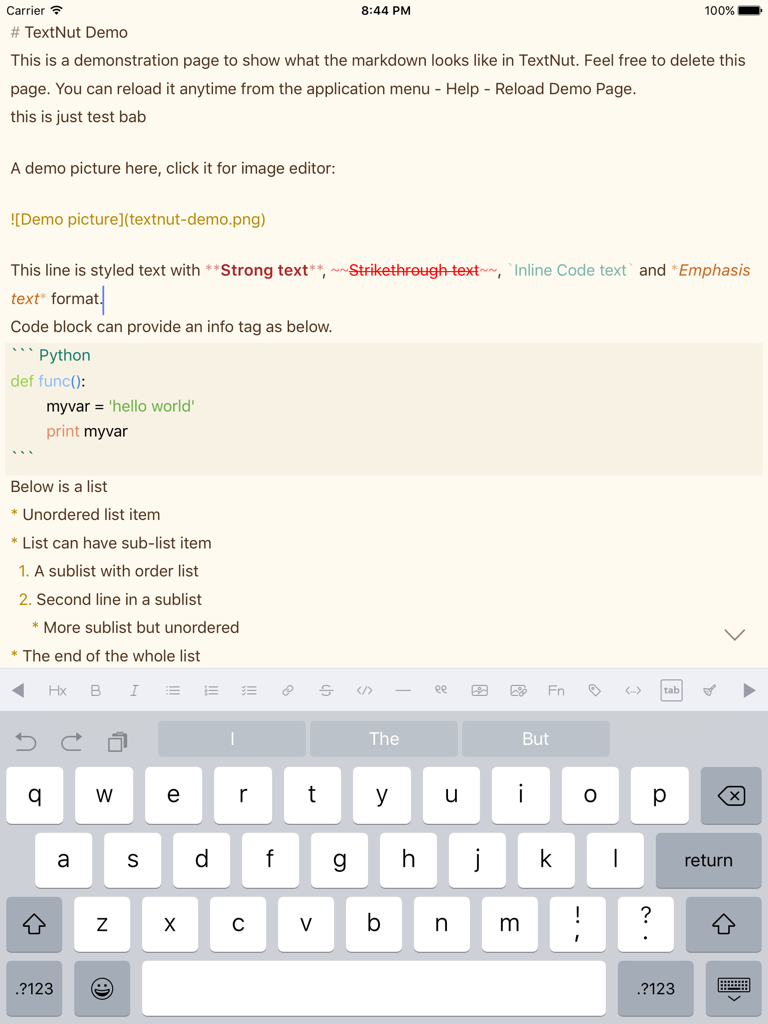 Carrier 8:44 PM 100%
# TextNut Demo
This is a demonstration page to show what the markdown looks like in TextNut. Feel free to delete this
page. You can reload it anytime from the application menu - Help - Reload Demo Page.
this is just test bab
A demo picture here, click it for image editor:
![Demo picture](textnut-demo.png)
This line is styled text with **Strong text**, ~~Strikethrough text~~, `Inline Code text` and *Emphasis
text* format.
Code block can provide an info tag as below.
``` Python
def func():
myvar = 'hello world'
print myvar
```
Below is a list
* Unordered list item
* List can have sub-list item
1. A sublist with order list
2. Second line in a sublist
* More sublist but unordered
* The end of the whole list
Hx B I </> — Fn <··> tab
I The But
q w e r t y u i o p
a s d f g h j k l return
z x c v b n m ! , ? .
.?123 .?123